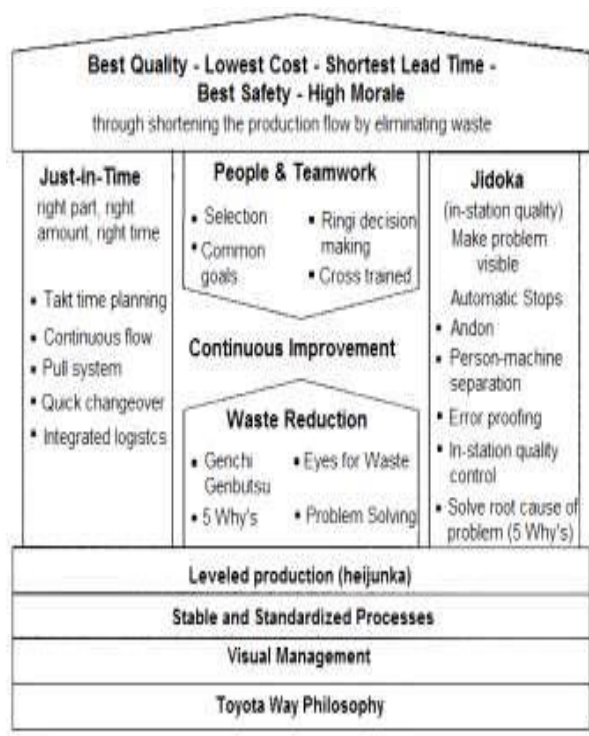 Best Quality - Lowest Cost - Shortest Lead Time -
Best Safety - High Morale
through shortening the production flow by eliminating waste
Just-in-Time
right part, right
amount, right time
▪ Takt time planning
▪ Continuous flow
▪ Pull system
▪ Quick changeover
▪ Integrated logistcs
People & Teamwork
▪ Selection
▪ Common
goals
▪ Ringi decision
making
▪ Cross trained
Continuous Improvement
Waste Reduction
▪ Genchi
Genbutsu
▪ 5 Why's
▪ Eyes for Waste
▪ Problem Solving
Jidoka
(in-station quality)
Make problem
visible
Automatic Stops
▪ Andon
▪ Person-machine
separation
▪ Error proofing
▪ In-station quality
control
▪ Solve root cause of
problem (5 Why's)
Leveled production (heijunka)
Stable and Standardized Processes
Visual Management
Toyota Way Philosophy